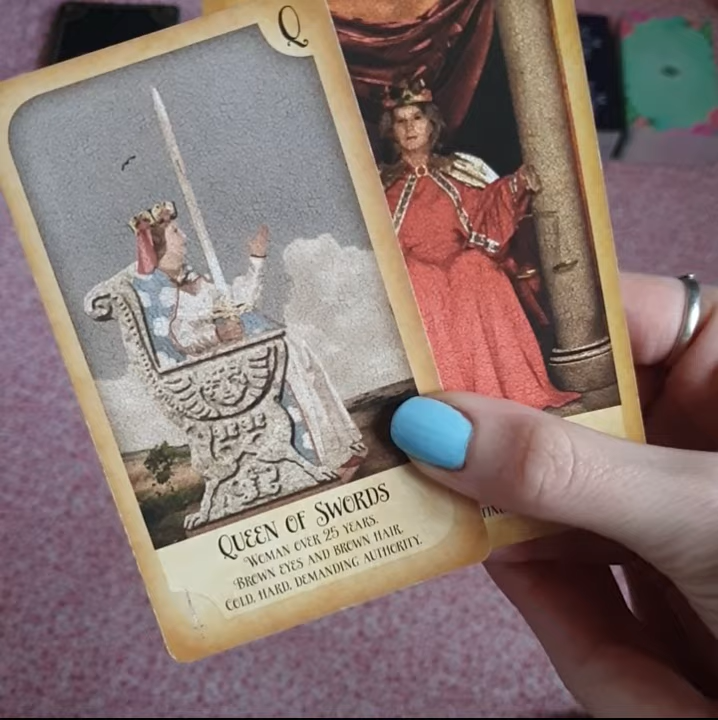 Q
QUEEN OF SWORDS
WOMAN OVER 25 YEARS.
BROWN EYES AND BROWN HAIR.
COLD, HARD, DEMANDING AUTHORITY.